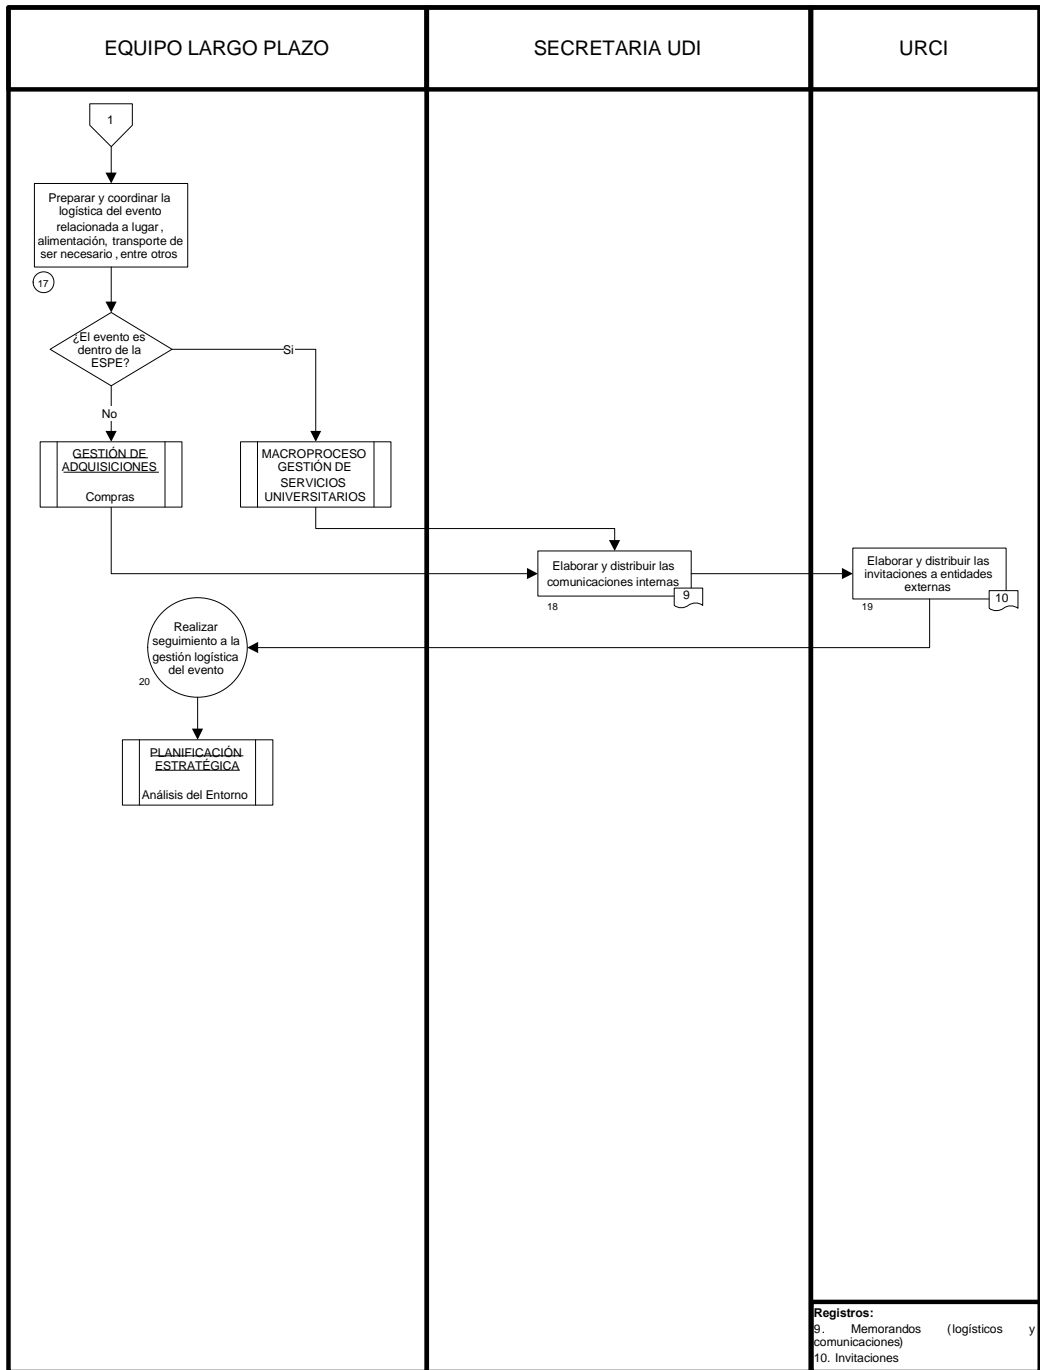 EQUIPO LARGO PLAZO
SECRETARIA UDI
URCI
1
Preparar y coordinar la
logística del evento
relacionada a lugar ,
alimentación, transporte de
ser necesario , entre otros
17
¿El evento es
dentro de la
ESPE?
Si
No
GESTIÓN DE
ADQUISICIONES
Compras
MACROPROCESO
GESTIÓN DE
SERVICIOS
UNIVERSITARIOS
Elaborar y distribuir las
comunicaciones internas
9
18
Elaborar y distribuir las
invitaciones a entidades
externas
10
19
Realizar
seguimiento a la
gestión logística
del evento
20
PLANIFICACIÓN
ESTRATÉGICA
Análisis del Entorno
Registros:
9. Memorandos (logísticos y
comunicaciones)
10. Invitaciones